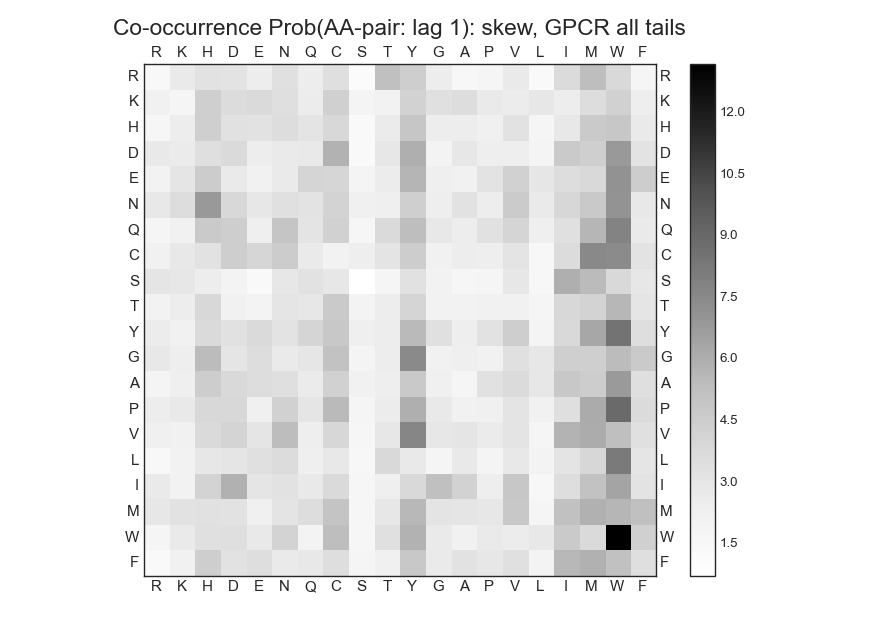 Co-occurrence Prob(AA-pair: lag 1): skew, GPCR all tails
R K H D E N Q C S T Y G A P V L I M W F
R R
K K
H H
D D
E E
N N
Q Q
C C
S S
T T
Y Y
G G
A A
P P
V V
L L
I I
M M
W W
F F
R K H D E N Q C S T Y G A P V L I M W F
12.0
10.5
9.0
7.5
6.0
4.5
3.0
1.5